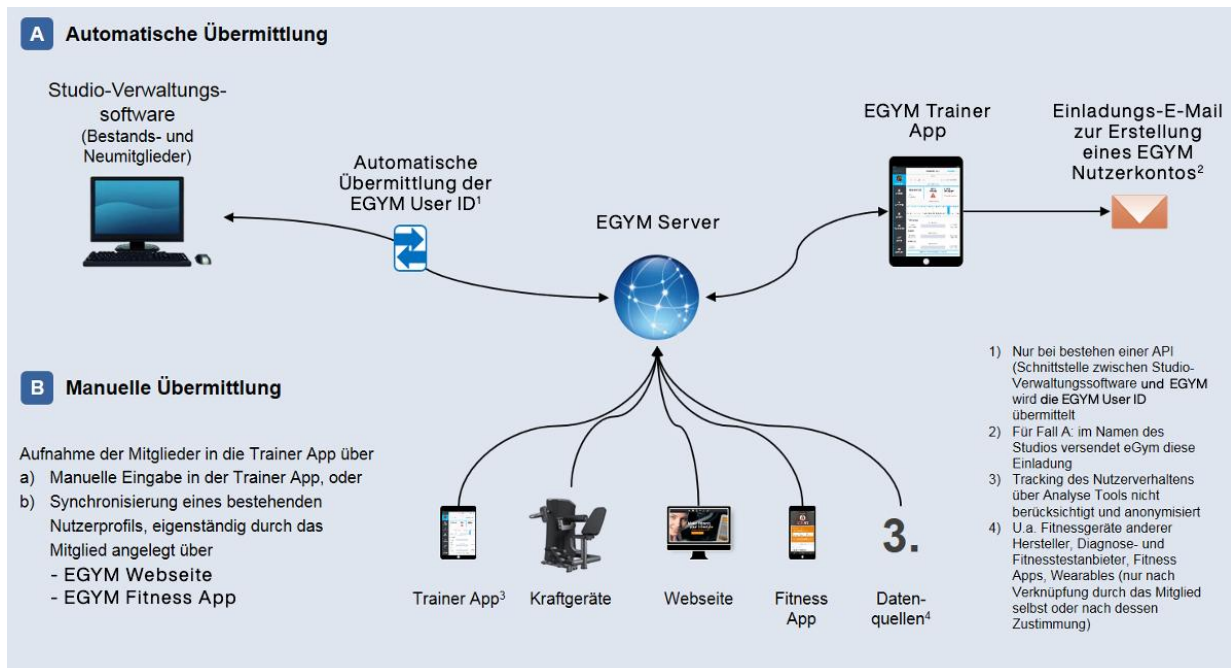 A Automatische Übermittlung
Studio-Verwaltungs-
software
(Bestands- und
Neumitglieder)
Automatische
Übermittlung der
EGYM User ID¹
EGYM Server
EGYM Trainer
App
Einladungs-E-Mail
zur Erstellung
eines EGYM
Nutzerkontos²
B Manuelle Übermittlung
Aufnahme der Mitglieder in die Trainer App über
a) Manuelle Eingabe in der Trainer App, oder
b) Synchronisierung eines bestehenden
Nutzerprofils, eigenständig durch das
Mitglied angelegt über
- EGYM Webseite
- EGYM Fitness App
Trainer App³
Kraftgeräte
Webseite
Fitness
App
3.
Daten-
quellen⁴
1) Nur bei bestehen einer API
(Schnittstelle zwischen Studio-
Verwaltungssoftware und EGYM
wird die EGYM User ID
übermittelt
2) Für Fall A: im Namen des
Studios versendet eGym diese
Einladung
3) Tracking des Nutzerverhaltens
über Analyse Tools nicht
berücksichtigt und anonymisiert
4) U.a. Fitnessgeräte anderer
Hersteller, Diagnose- und
Fitnesstestanbieter, Fitness
Apps, Wearables (nur nach
Verknüpfung durch das Mitglied
selbst oder nach dessen
Zustimmung)